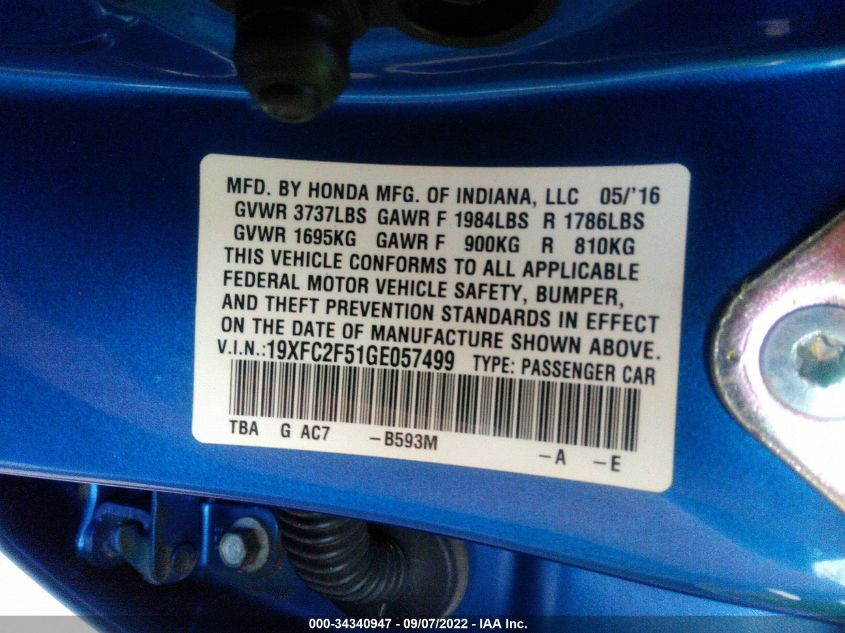 MFD. BY HONDA MFG. OF INDIANA, LLC 05/'16
GVWR 3737LBS GAWR F 1984LBS R 1786LBS
GVWR 1695KG GAWR F 900KG R 810KG
THIS VEHICLE CONFORMS TO ALL APPLICABLE
FEDERAL MOTOR VEHICLE SAFETY, BUMPER,
AND THEFT PREVENTION STANDARDS IN EFFECT
ON THE DATE OF MANUFACTURE SHOWN ABOVE.
V.I.N.:19XFC2F51GE057499 TYPE: PASSENGER CAR
TBA G AC7 -B593M -A -E
000-34340947 - 09/07/2022 - IAA Inc.